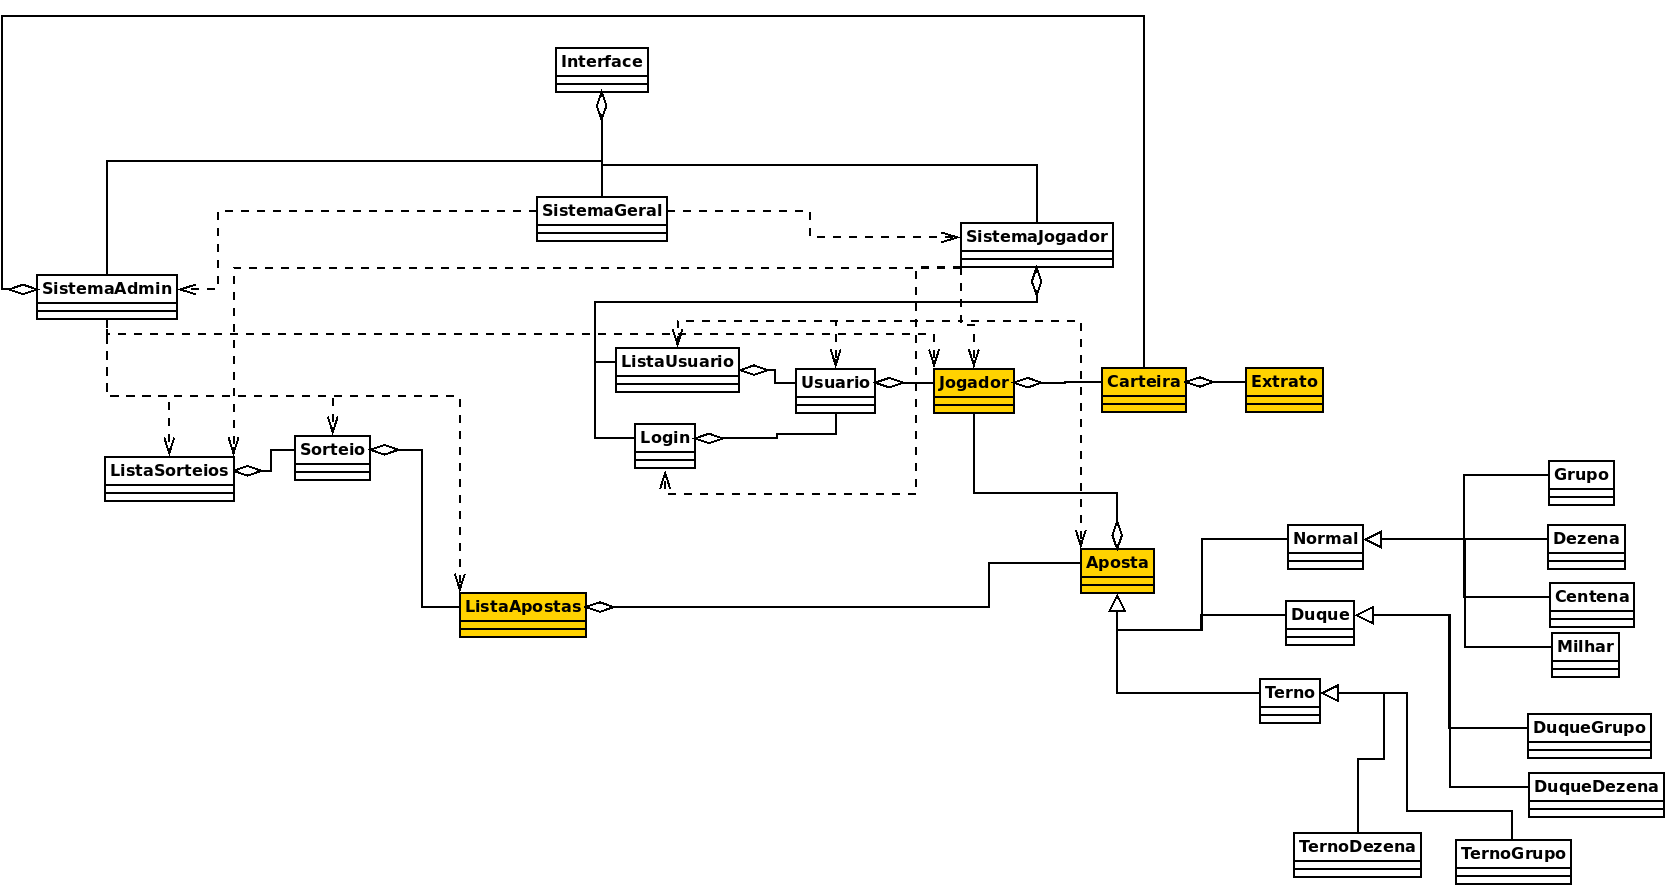 Interface
SistemaGeral
SistemaJogador
SistemaAdmin
ListaUsuario
Usuario
Jogador
Carteira
Extrato
Login
Sorteio
ListaSorteios
Grupo
Normal
Dezena
Aposta
Centena
ListaApostas
Duque
Milhar
Terno
DuqueGrupo
DuqueDezena
TernoDezena
TernoGrupo